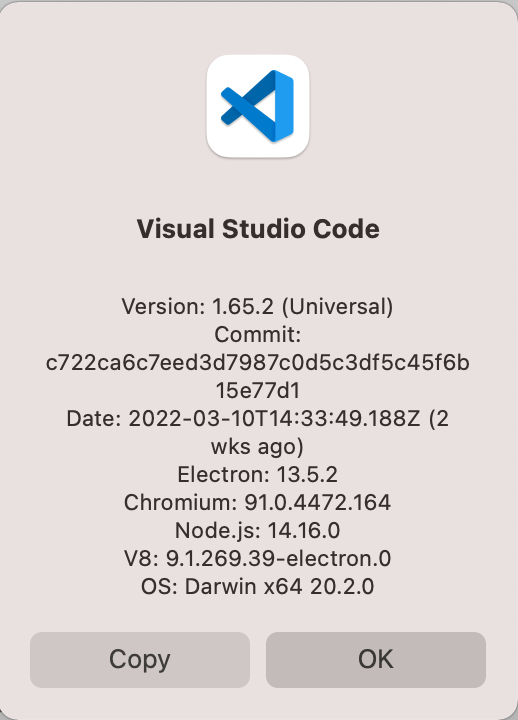 Visual Studio Code
Version: 1.65.2 (Universal)
Commit:
c722ca6c7eed3d7987c0d5c3df5c45f6b
15e77d1
Date: 2022-03-10T14:33:49.188Z (2
wks ago)
Electron: 13.5.2
Chromium: 91.0.4472.164
Node.js: 14.16.0
V8: 9.1.269.39-electron.0
OS: Darwin x64 20.2.0
Copy
OK